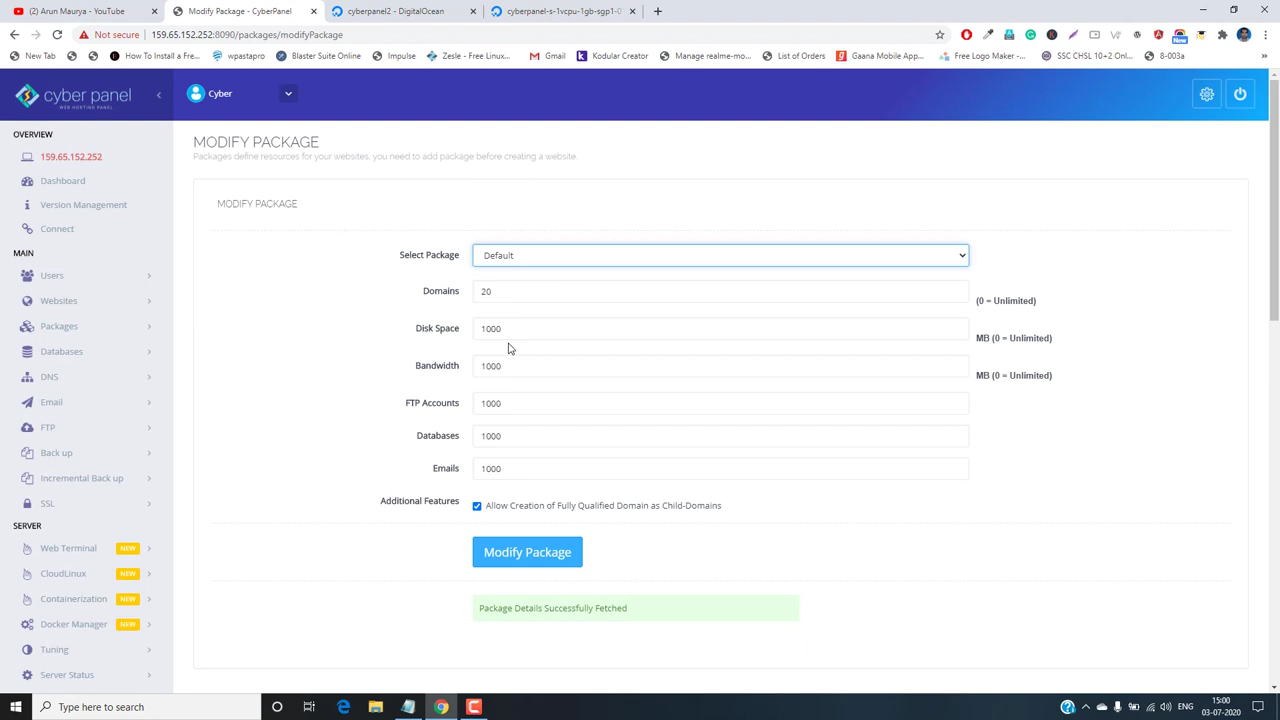 (2) Arun Maurya - YouTube
Modify Package - CyberPanel
cyberpanel2 - DigitalOcean
cyberpanel-s-1vcpu-1gb-sgp1-0
Not secure
159.65.152.252:8090/packages/modifyPackage
New
New Tab
How To Install a Fre...
wpastapro
Blaster Suite Online
Impulse
Zesle - Free Linux...
Gmail
Kodular Creator
Manage realme-mo...
List of Orders
Gaana Mobile App...
Free Logo Maker -...
SSC CHSL 10+2 Onl...
8-003a
cyber panel
WEB HOSTING PANEL
Cyber
OVERVIEW
159.65.152.252
Dashboard
Version Management
Connect
MAIN
Users
Websites
Packages
Databases
DNS
Email
FTP
Back up
Incremental Back up
SSL
SERVER
Web Terminal NEW
CloudLinux NEW
Containerization NEW
Docker Manager NEW
Tuning
Server Status
MODIFY PACKAGE
Packages define resources for your websites, you need to add package before creating a website.
MODIFY PACKAGE
Select Package Default
Domains 20 (0 = Unlimited)
Disk Space 1000 MB (0 = Unlimited)
Bandwidth 1000 MB (0 = Unlimited)
FTP Accounts 1000
Databases 1000
Emails 1000
Additional Features Allow Creation of Fully Qualified Domain as Child-Domains
Modify Package
Package Details Successfully Fetched
Type here to search
ENG
15:00
03-07-2020